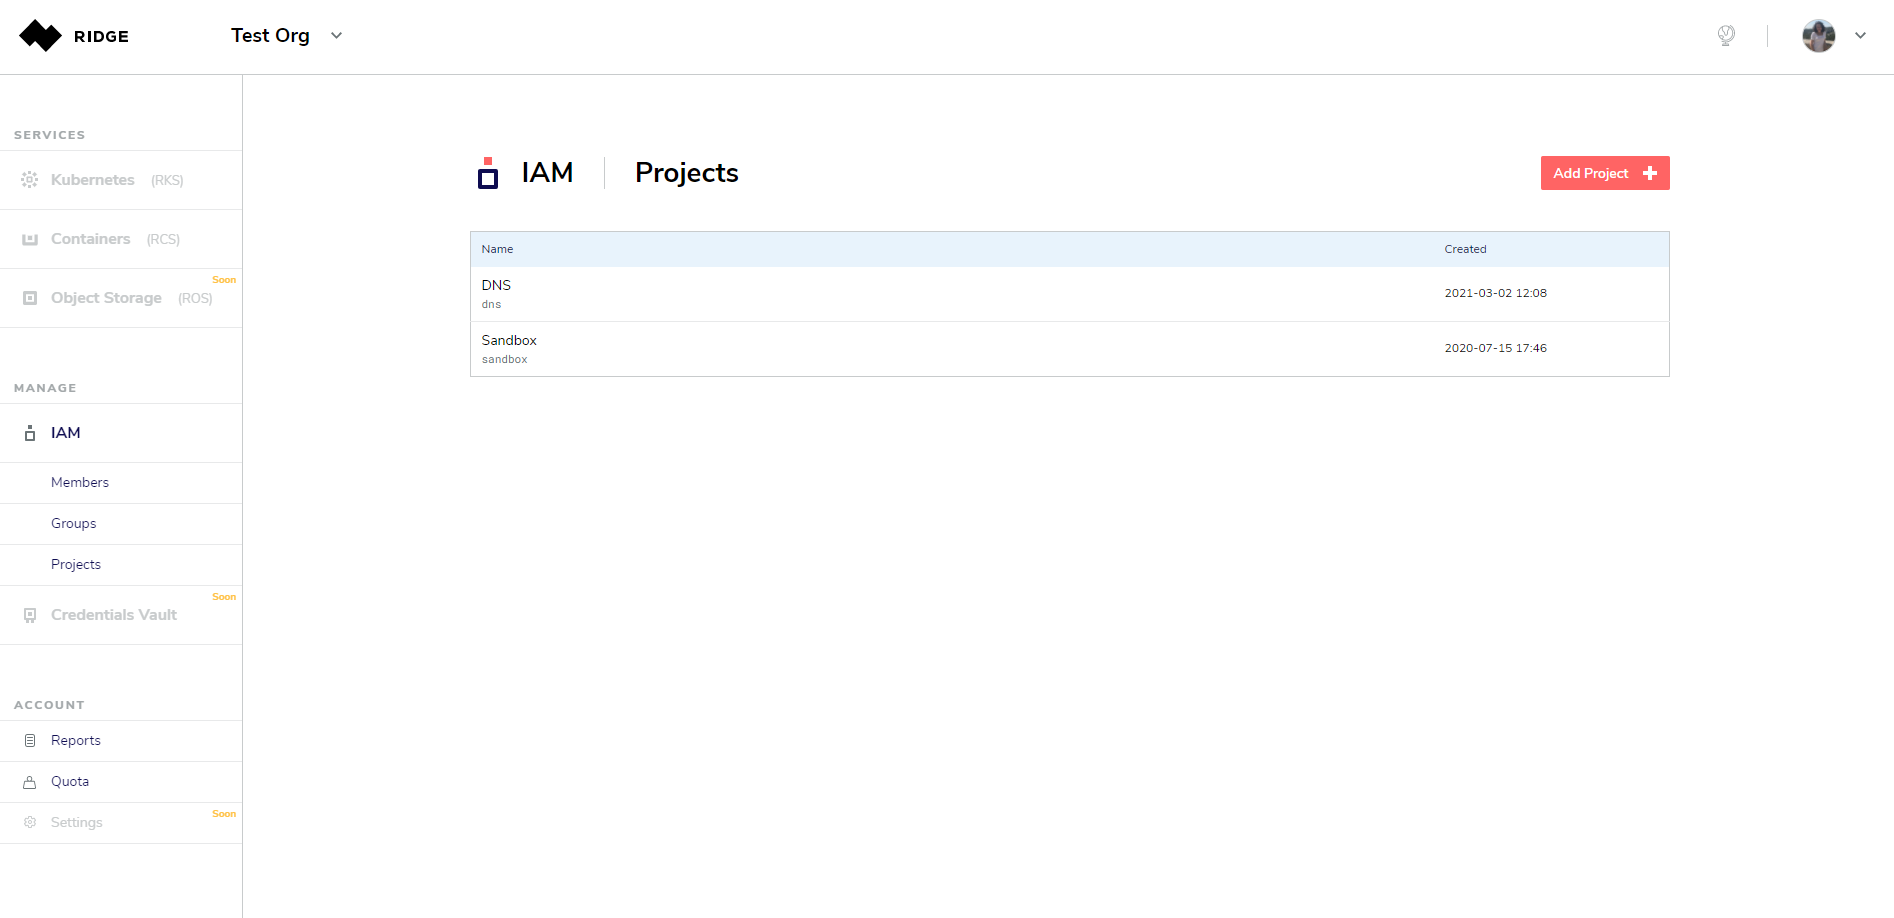 RIDGE
Test Org
SERVICES
Kubernetes (RKS)
Containers (RCS)
Soon
Object Storage (ROS)
MANAGE
IAM
Members
Groups
Projects
Soon
Credentials Vault
ACCOUNT
Reports
Quota
Soon
Settings
IAM Projects
Add Project
Name Created
DNS
dns
2021-03-02 12:08
Sandbox
sandbox
2020-07-15 17:46